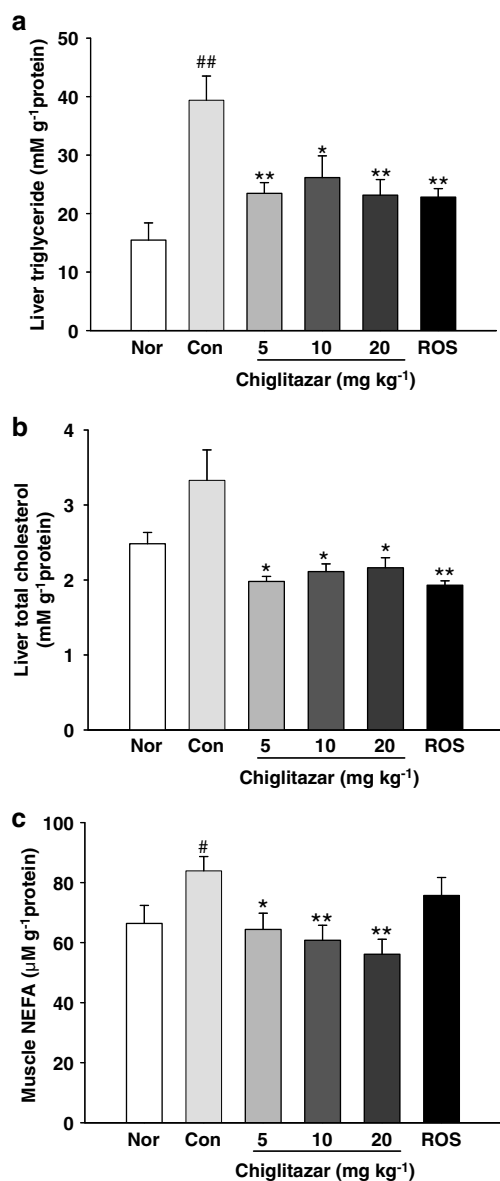 a
Liver triglyceride (mM g⁻¹protein)
50
40
30
20
10
0
##
**
*
**
**
Nor Con 5 10 20 ROS
Chiglitazar (mg kg⁻¹)
b
Liver total cholesterol
(mM g⁻¹protein)
4
3
2
1
0
*
*
*
**
Nor Con 5 10 20 ROS
Chiglitazar (mg kg⁻¹)
c
Muscle NEFA (μM g⁻¹protein)
100
80
60
40
20
0
#
*
**
**
Nor Con 5 10 20 ROS
Chiglitazar (mg kg⁻¹)